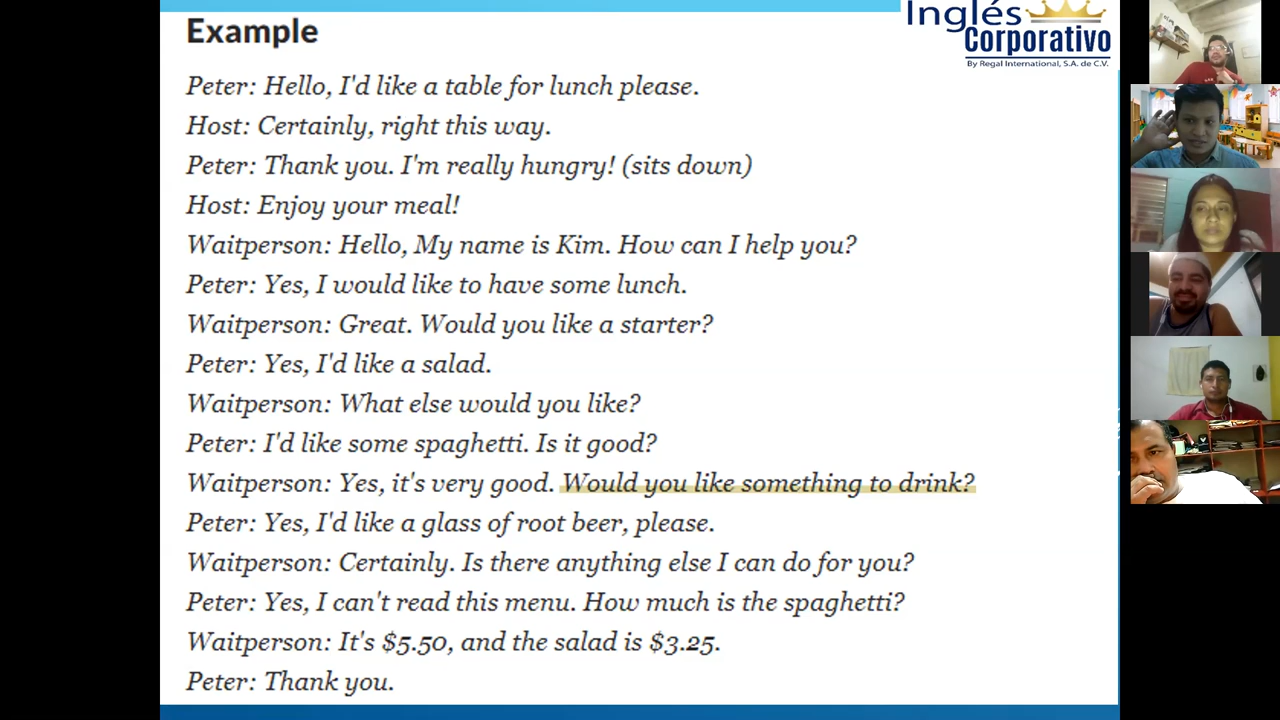 Example
Inglés
Corporativo
By Regal International, S.A. de C.V.
Peter: Hello, I'd like a table for lunch please.
Host: Certainly, right this way.
Peter: Thank you. I'm really hungry! (sits down)
Host: Enjoy your meal!
Waitperson: Hello, My name is Kim. How can I help you?
Peter: Yes, I would like to have some lunch.
Waitperson: Great. Would you like a starter?
Peter: Yes, I'd like a salad.
Waitperson: What else would you like?
Peter: I'd like some spaghetti. Is it good?
Waitperson: Yes, it's very good. Would you like something to drink?
Peter: Yes, I'd like a glass of root beer, please.
Waitperson: Certainly. Is there anything else I can do for you?
Peter: Yes, I can't read this menu. How much is the spaghetti?
Waitperson: It's $5.50, and the salad is $3.25.
Peter: Thank you.